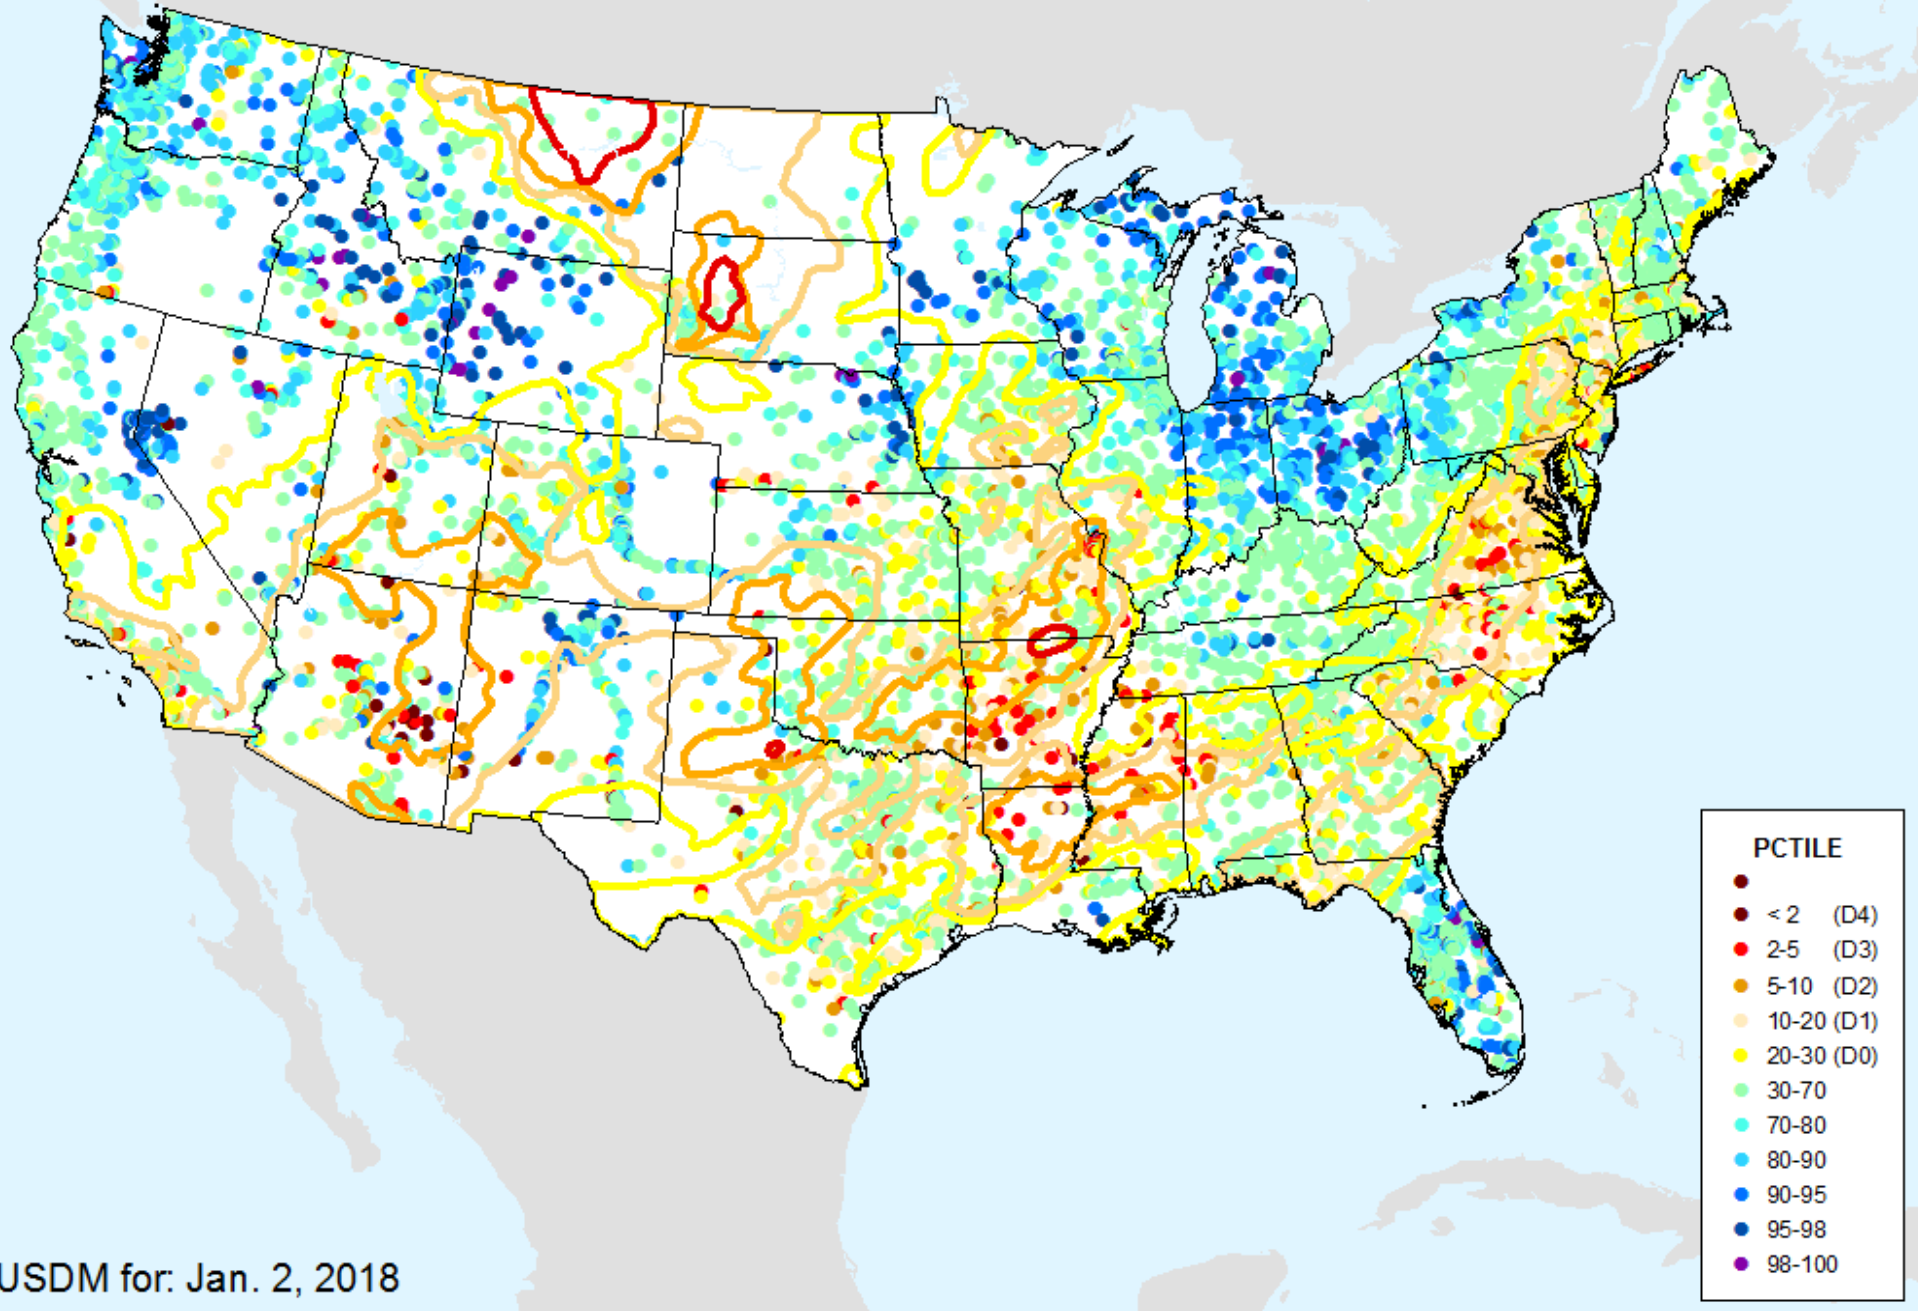 PCTILE
< 2 (D4)
2-5 (D3)
5-10 (D2)
10-20 (D1)
20-30 (D0)
30-70
70-80
80-90
90-95
95-98
98-100
USDM for: Jan. 2, 2018